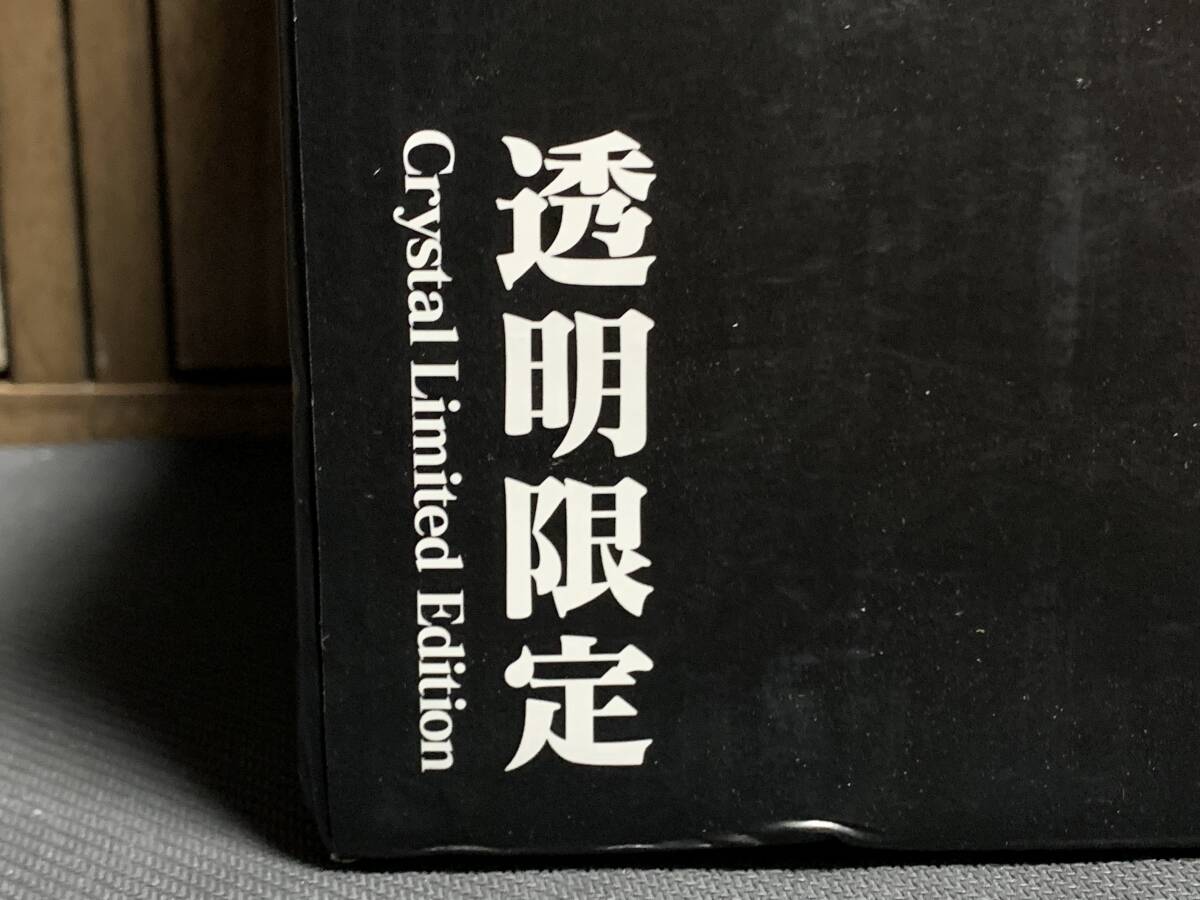 透明限定
Crystal Limited Edition